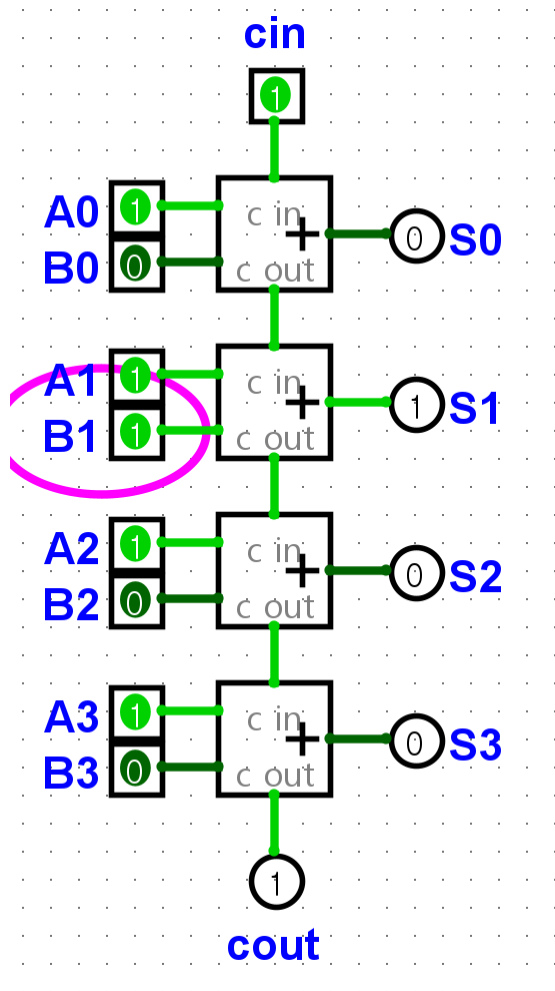 cin
1
A0 1 c in
+ 0 S0
B0 0 c out
A1 1 c in
+ 1 S1
B1 1 c out
A2 1 c in
+ 0 S2
B2 0 c out
A3 1 c in
+ 0 S3
B3 0 c out
1
cout